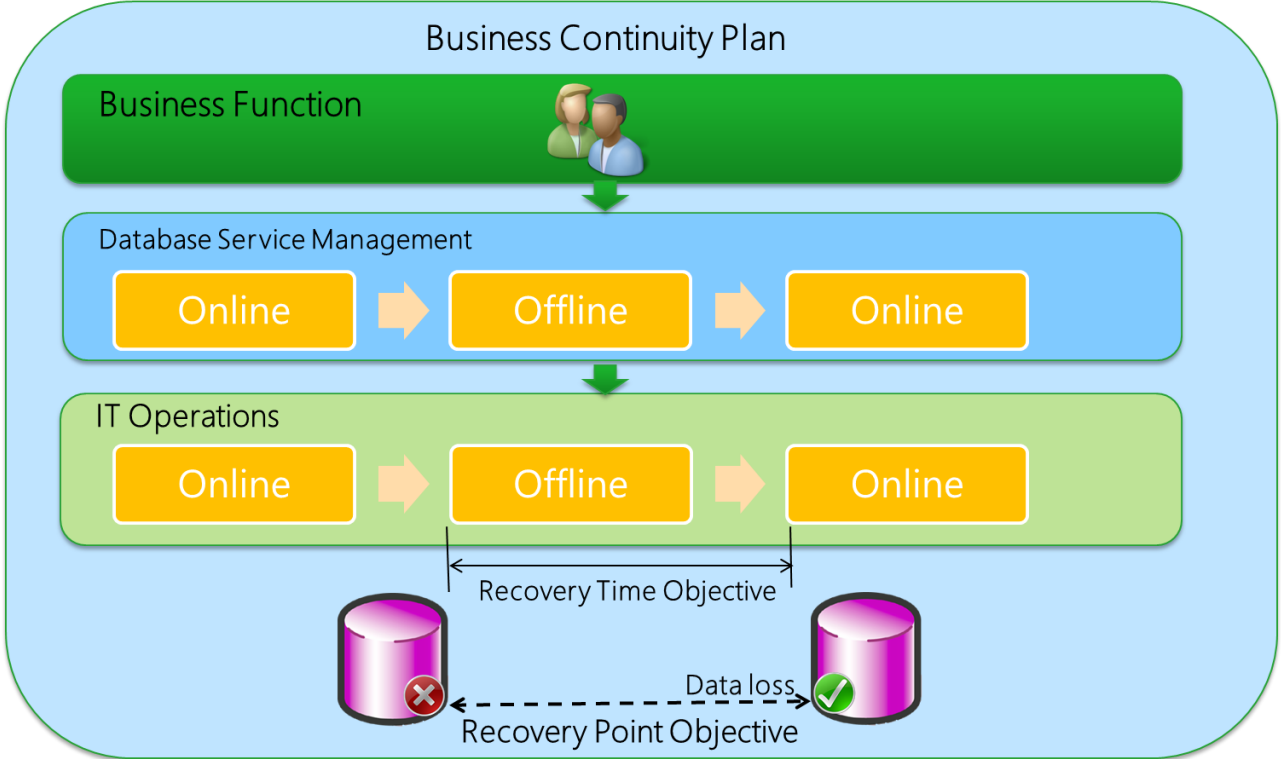 Business Continuity Plan
Business Function
Database Service Management
Online
Offline
Online
IT Operations
Online
Offline
Online
Recovery Time Objective
Data loss
Recovery Point Objective